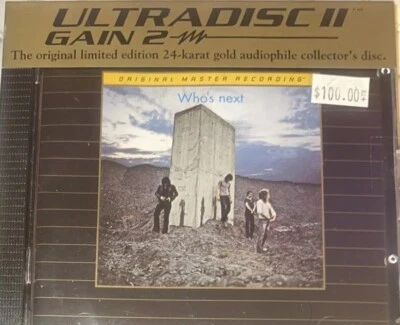 ULTRADISC II
GAIN 2
The original limited edition 24-karat gold audiophile collector's disc.
ORIGINAL MASTER RECORDING
$100.00
Who's next